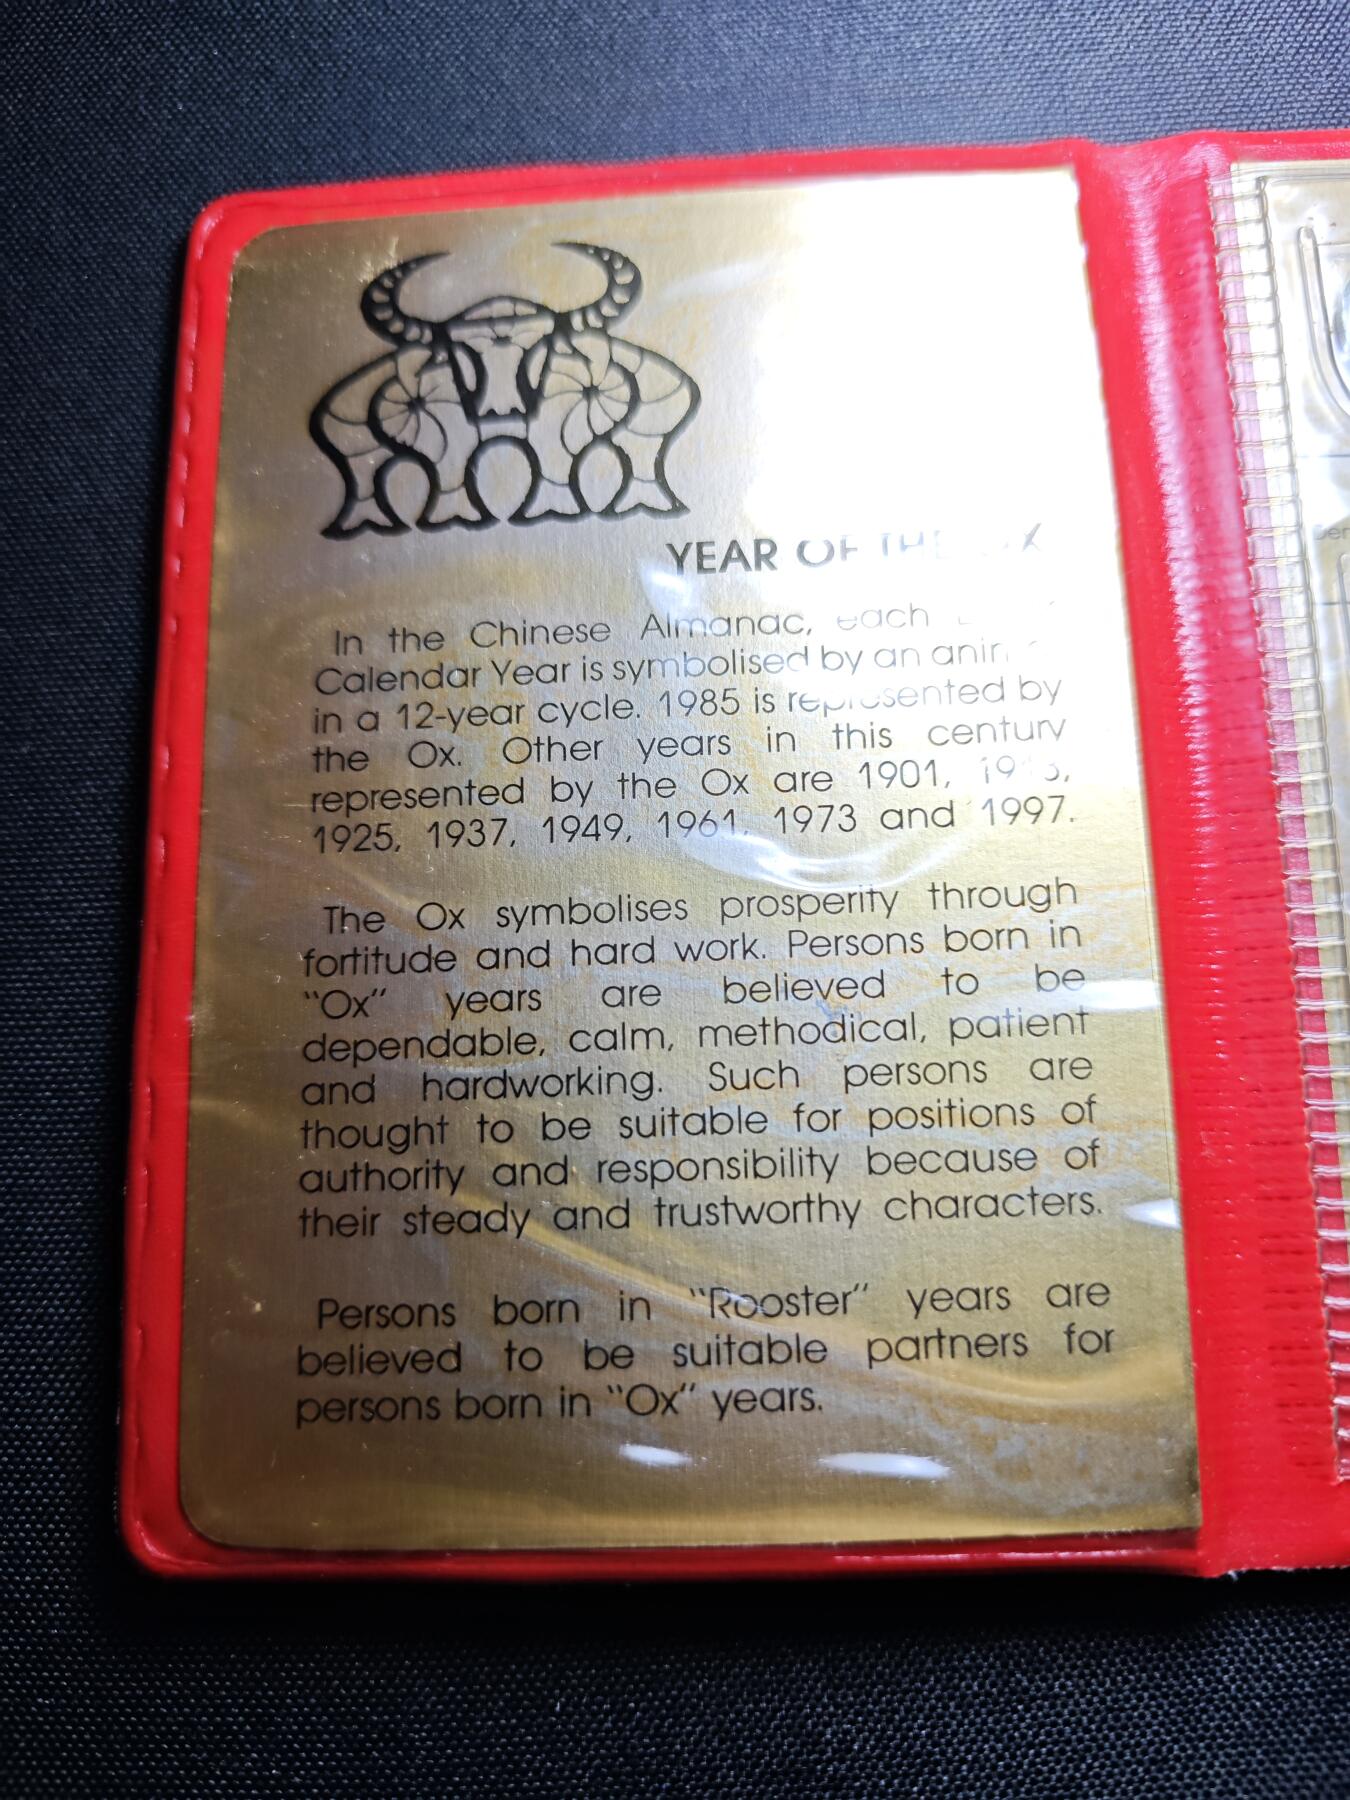 YEAR OF THE
In the Chinese Almanac, each
Calendar Year is symbolised by an
in a 12-year cycle. 1985 is represented by
the Ox. Other years in this century
represented by the Ox are 1901,
1925, 1937, 1949, 1961, 1973 and 1997.
The Ox symbolises prosperity through
fortitude and hard work. Persons born in
"Ox" years are believed to be
dependable, calm, methodical, patient
and hardworking. Such persons are
thought to be suitable for positions of
authority and responsibility because of
their steady and trustworthy characters.
Persons born in "Rooster" years are
believed to be suitable partners for
persons born in "Ox" years.